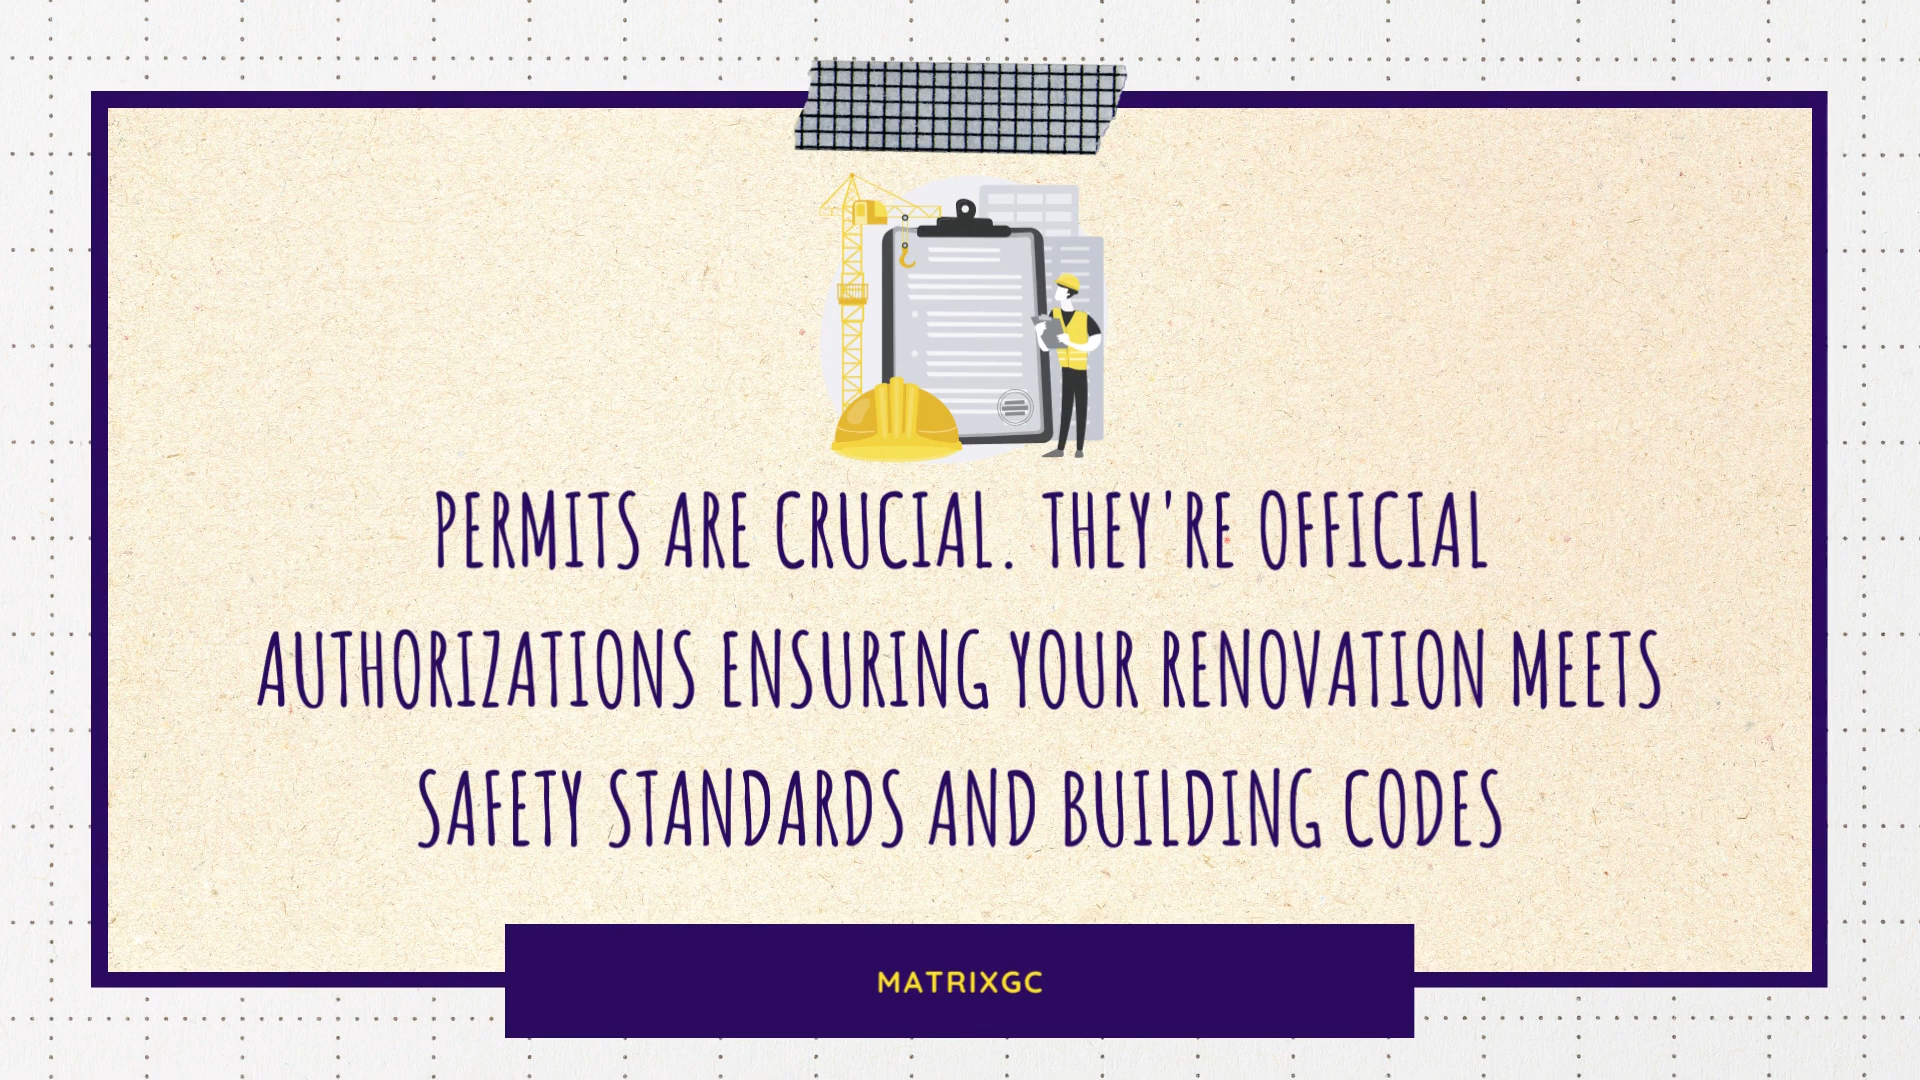 PERMITS ARE CRUCIAL. THEY'RE OFFICIAL
AUTHORIZATIONS ENSURING YOUR RENOVATION MEETS
SAFETY STANDARDS AND BUILDING CODES
MATRIXGC